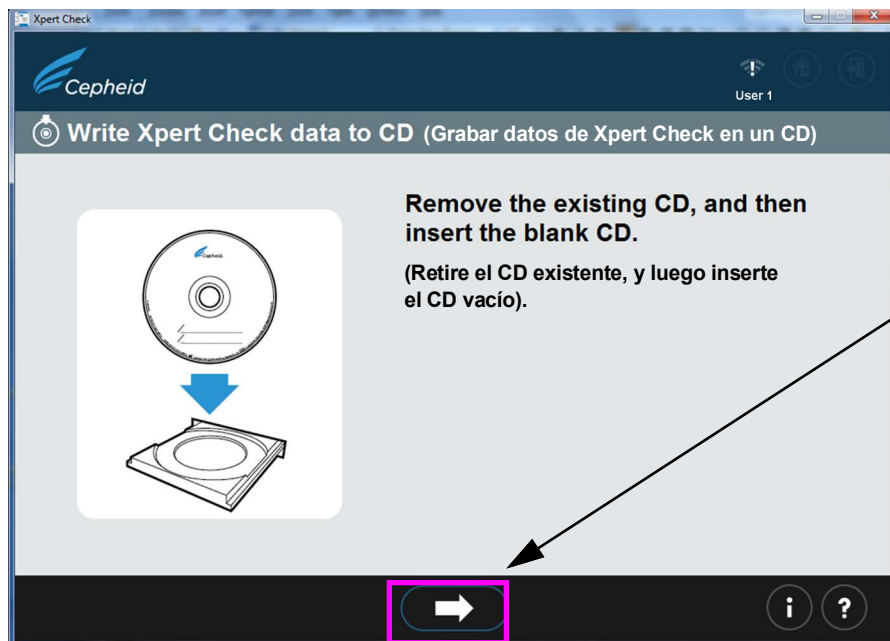 Xpert Check
Cepheid
User 1
Write Xpert Check data to CD (Grabar datos de Xpert Check en un CD)
Cepheid
Remove the existing CD, and then
insert the blank CD.
(Retire el CD existente, y luego inserte
el CD vacío).
i ?